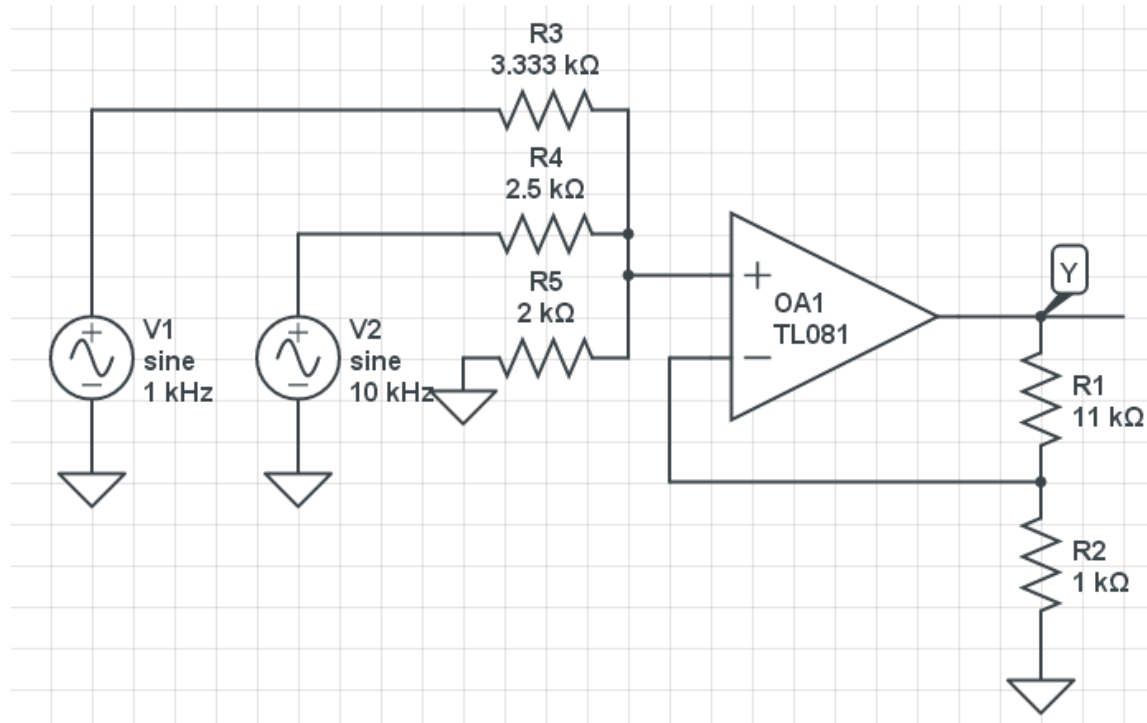 R3
3.333 kΩ
R4
2.5 kΩ
R5
2 kΩ
V1
sine
1 kHz
V2
sine
10 kHz
+
−
OA1
TL081
Y
R1
11 kΩ
R2
1 kΩ